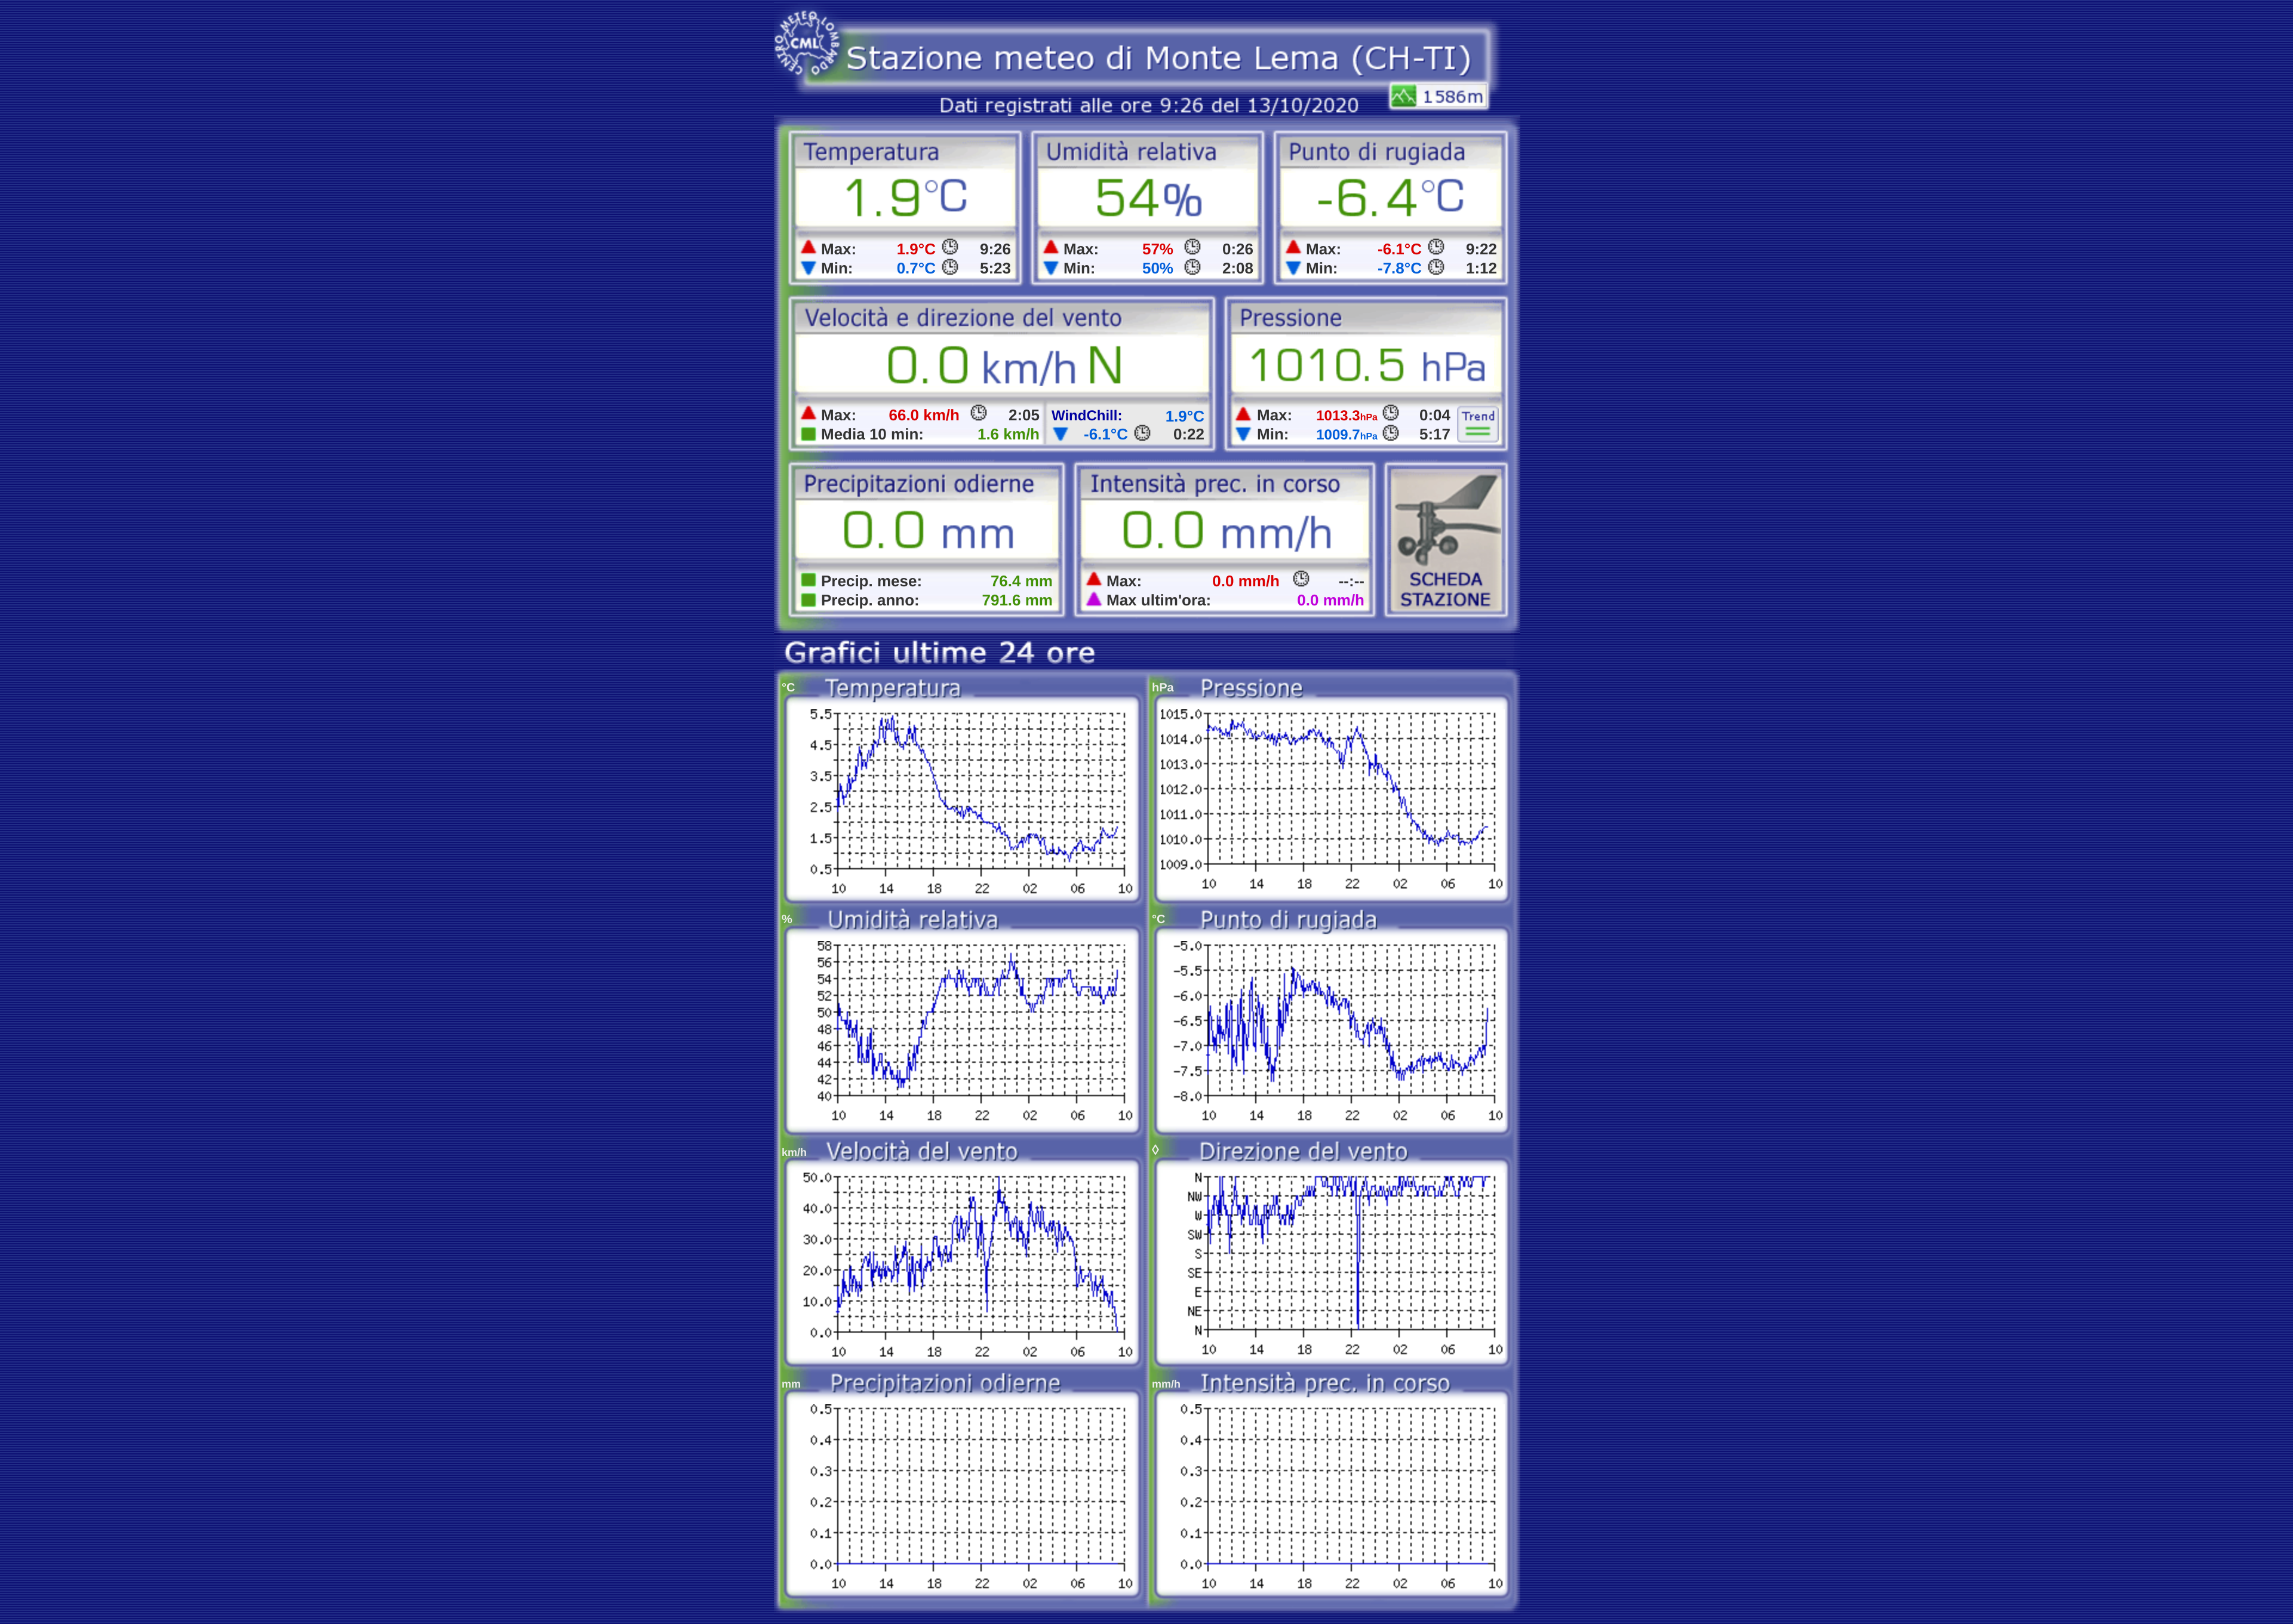 CENTRO METEO LOMBARDO
CML
Stazione meteo di Monte Lema (CH-TI)
1586m
Dati registrati alle ore 9:26 del 13/10/2020
Temperatura
1.9°C
Max: 1.9°C 9:26
Min: 0.7°C 5:23
Umidità relativa
54%
Max: 57% 0:26
Min: 50% 2:08
Punto di rugiada
-6.4°C
Max: -6.1°C 9:22
Min: -7.8°C 1:12
Velocità e direzione del vento
0.0 km/h N
Max: 66.0 km/h 2:05
Media 10 min: 1.6 km/h
WindChill: 1.9°C
-6.1°C 0:22
Pressione
1010.5 hPa
Max: 1013.3hPa 0:04
Min: 1009.7hPa 5:17
Trend
Precipitazioni odierne
0.0 mm
Precip. mese: 76.4 mm
Precip. anno: 791.6 mm
Intensità prec. in corso
0.0 mm/h
Max: 0.0 mm/h --:--
Max ultim'ora: 0.0 mm/h
SCHEDA
STAZIONE
Grafici ultime 24 ore
°C Temperatura
5.5
4.5
3.5
2.5
1.5
0.5
10 14 18 22 02 06 10
hPa Pressione
1015.0
1014.0
1013.0
1012.0
1011.0
1010.0
1009.0
10 14 18 22 02 06 10
% Umidità relativa
58
56
54
52
50
48
46
44
42
40
10 14 18 22 02 06 10
°C Punto di rugiada
-5.0
-5.5
-6.0
-6.5
-7.0
-7.5
-8.0
10 14 18 22 02 06 10
km/h Velocità del vento
50.0
40.0
30.0
20.0
10.0
0.0
10 14 18 22 02 06 10
◊ Direzione del vento
N
NW
W
SW
S
SE
E
NE
N
10 14 18 22 02 06 10
mm Precipitazioni odierne
0.5
0.4
0.3
0.2
0.1
0.0
10 14 18 22 02 06 10
mm/h Intensità prec. in corso
0.5
0.4
0.3
0.2
0.1
0.0
10 14 18 22 02 06 10